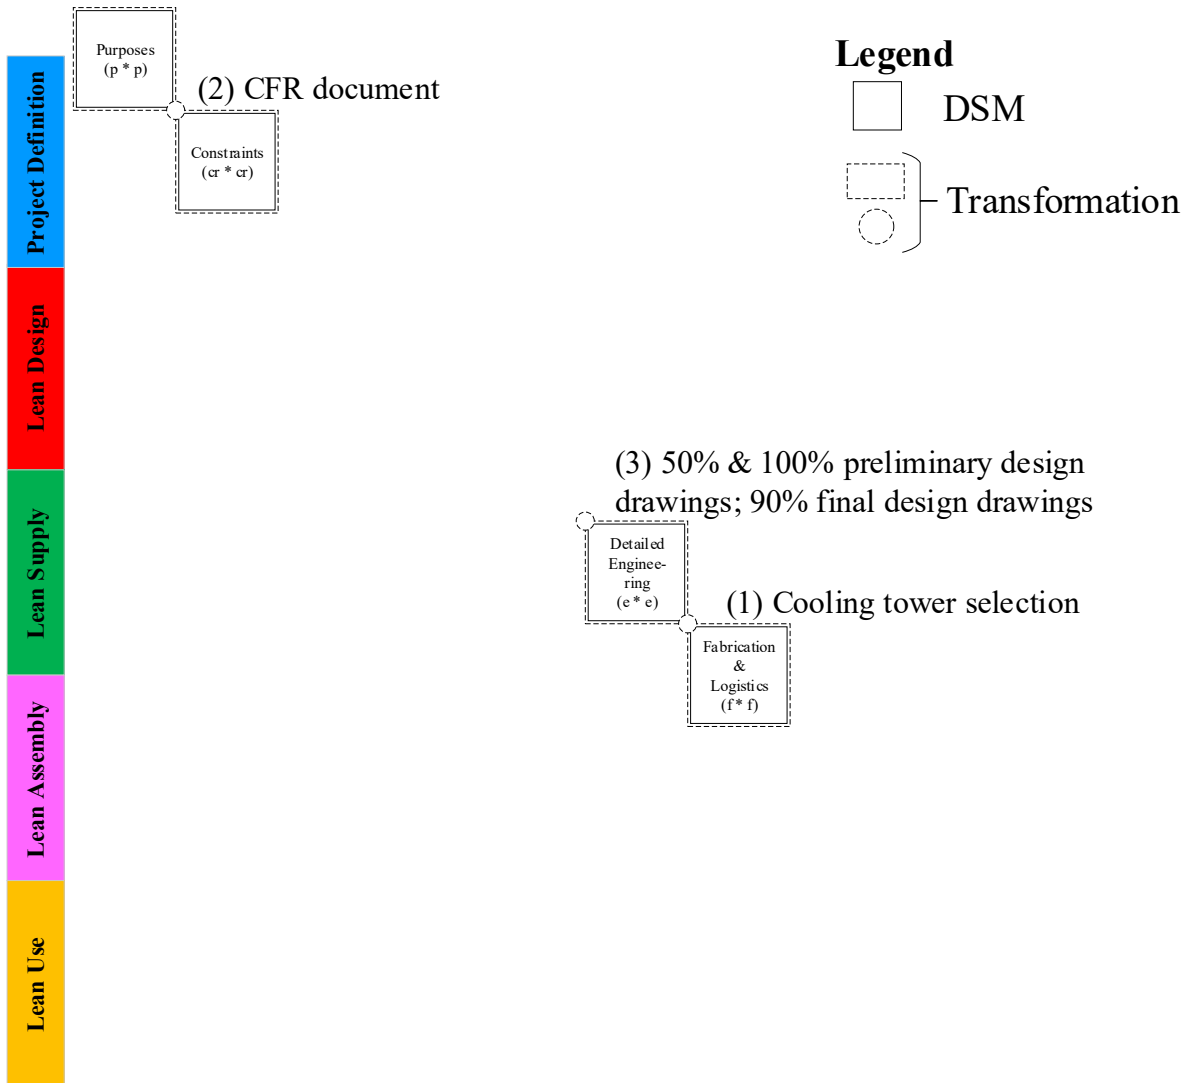 Purposes
(p * p)
(2) CFR document
Constraints
(cr * cr)
Legend
DSM
Transformation
Project Definition
Lean Design
Lean Supply
Lean Assembly
Lean Use
(3) 50% & 100% preliminary design
drawings; 90% final design drawings
Detailed
Enginee-
ring
(e * e)
(1) Cooling tower selection
Fabrication
&
Logistics
(f * f)